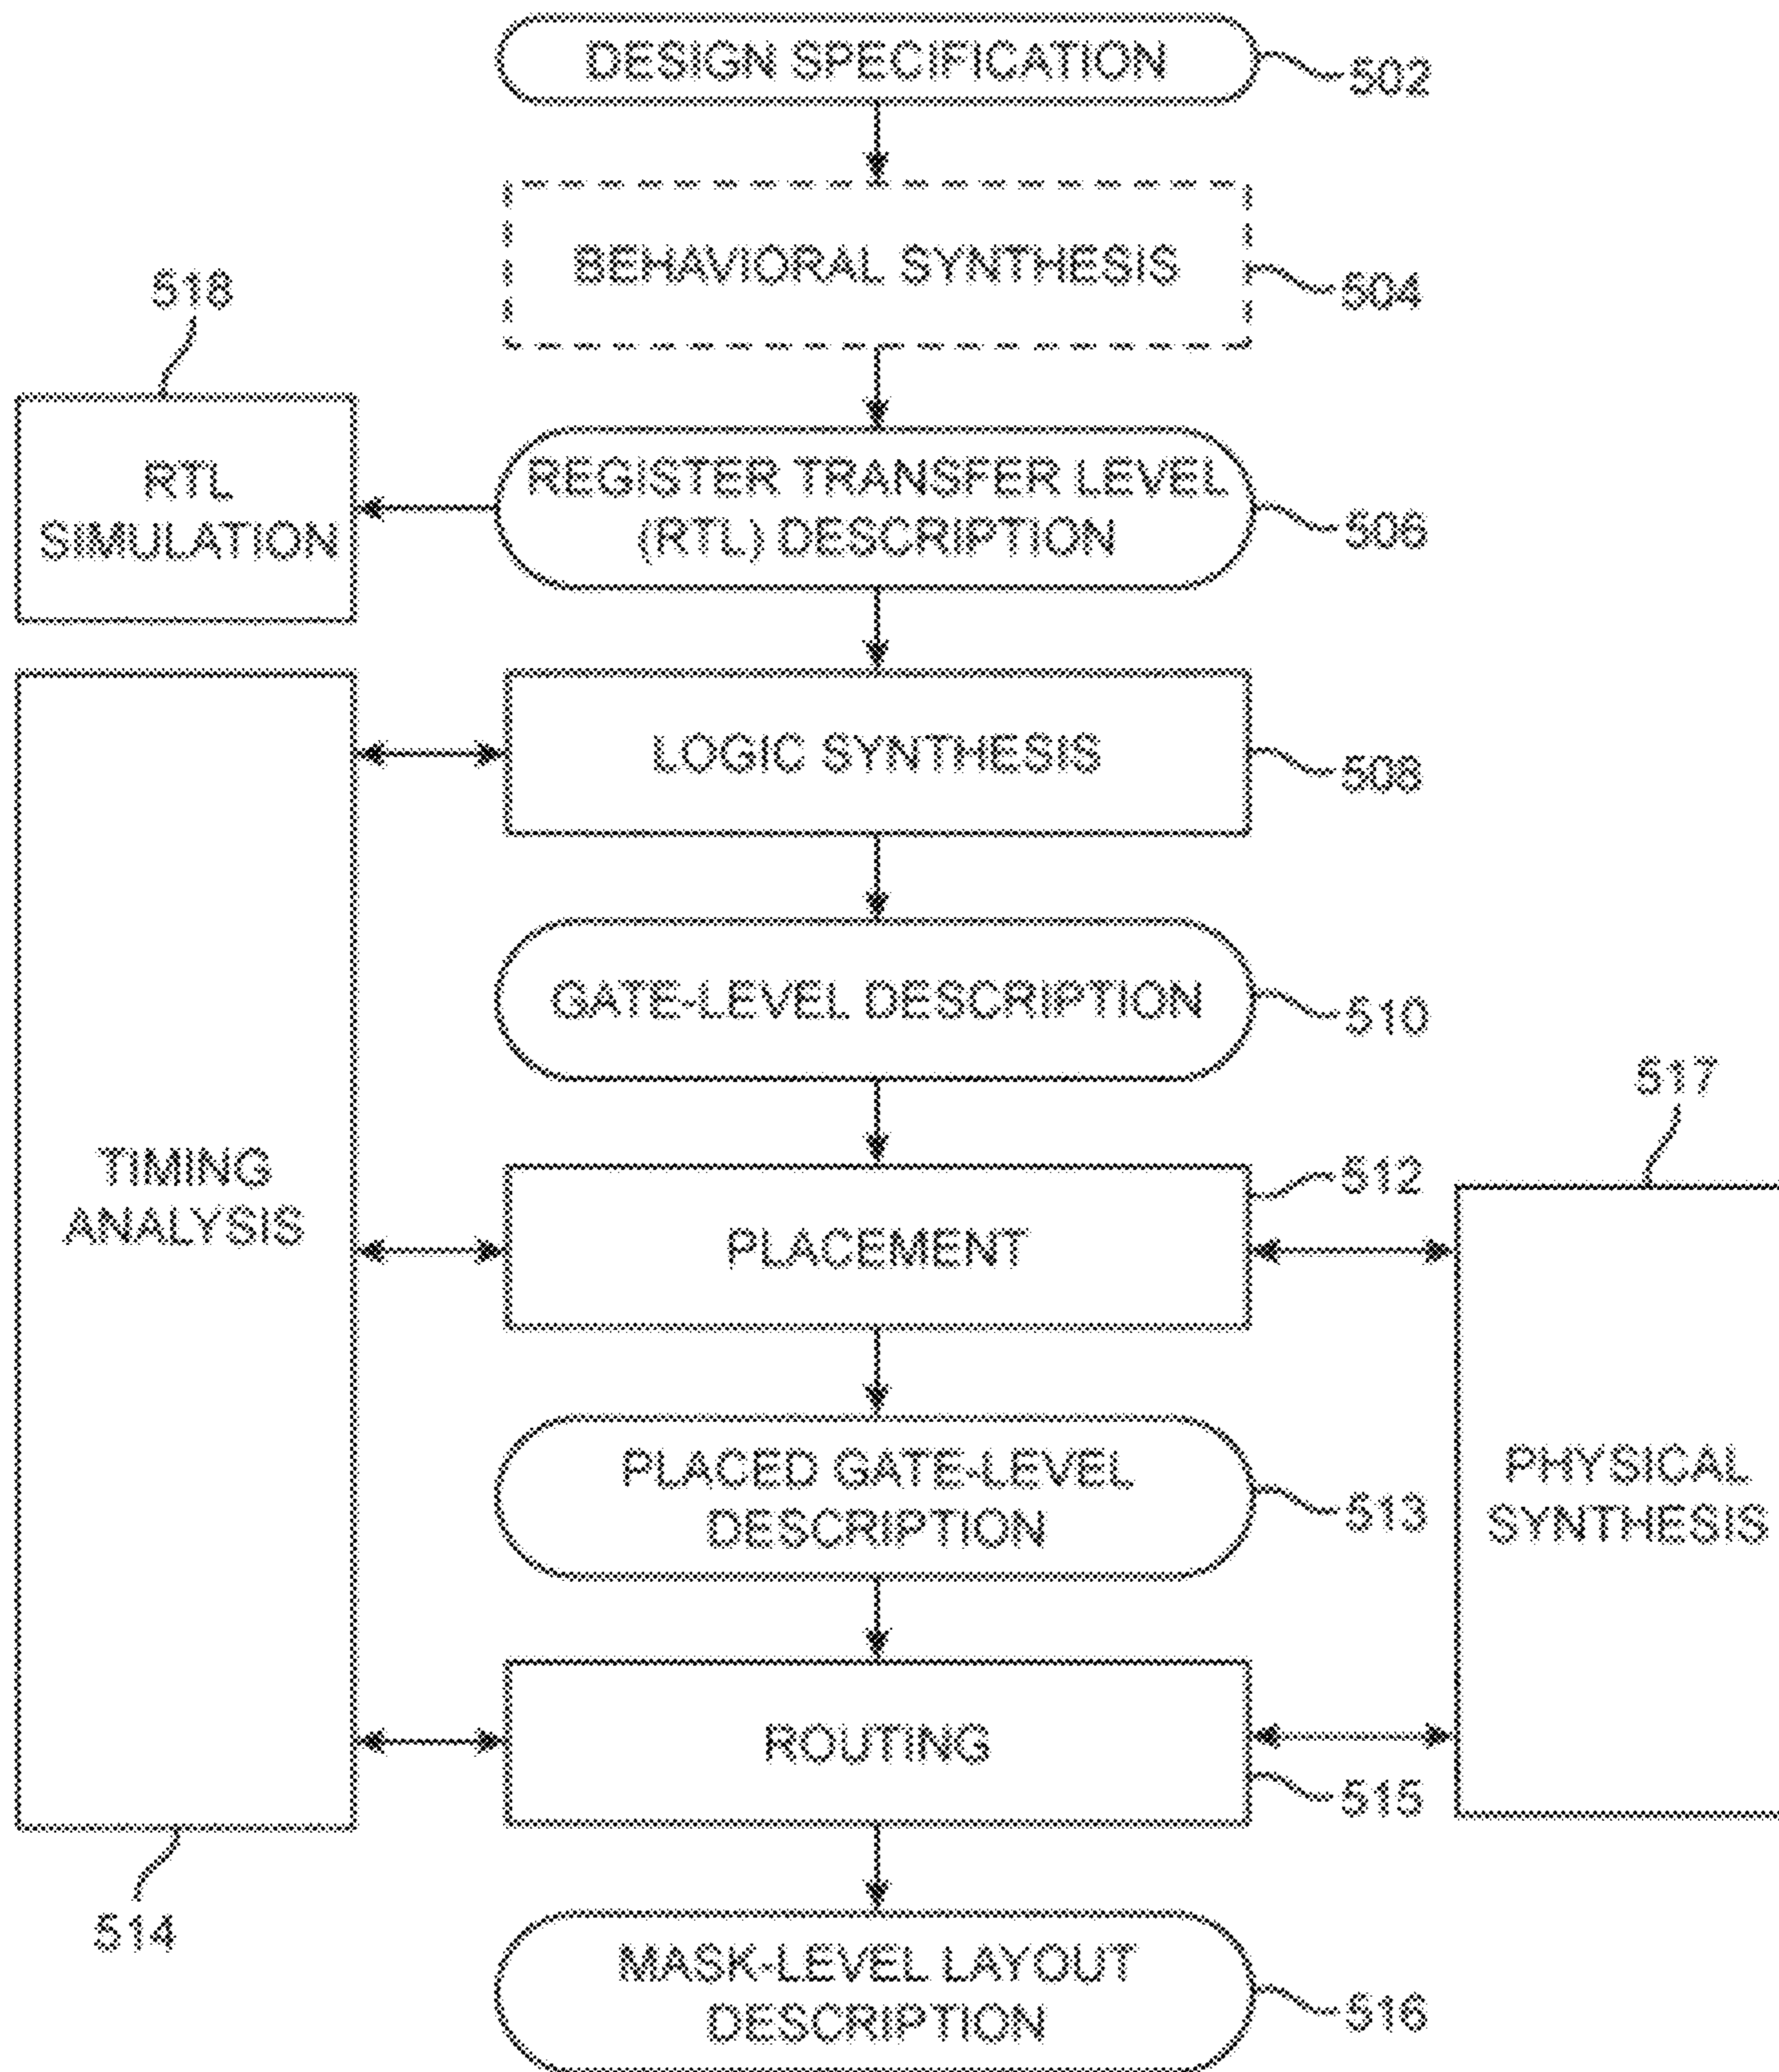 DESIGN SPECIFICATION
502
BEHAVIORAL SYNTHESIS
504
518
RTL
SIMULATION
REGISTER TRANSFER LEVEL
(RTL) DESCRIPTION
506
LOGIC SYNTHESIS
508
GATE-LEVEL DESCRIPTION
510
517
TIMING
ANALYSIS
512
PLACEMENT
PLACED GATE-LEVEL
DESCRIPTION
513
PHYSICAL
SYNTHESIS
ROUTING
515
514
MASK-LEVEL LAYOUT
DESCRIPTION
516